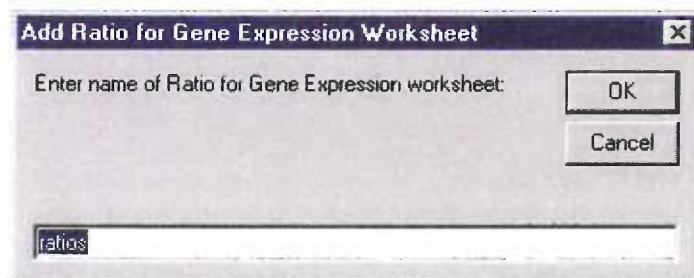 Add Ratio for Gene Expression Worksheet
Enter name of Ratio for Gene Expression worksheet:
OK
Cancel
ratios